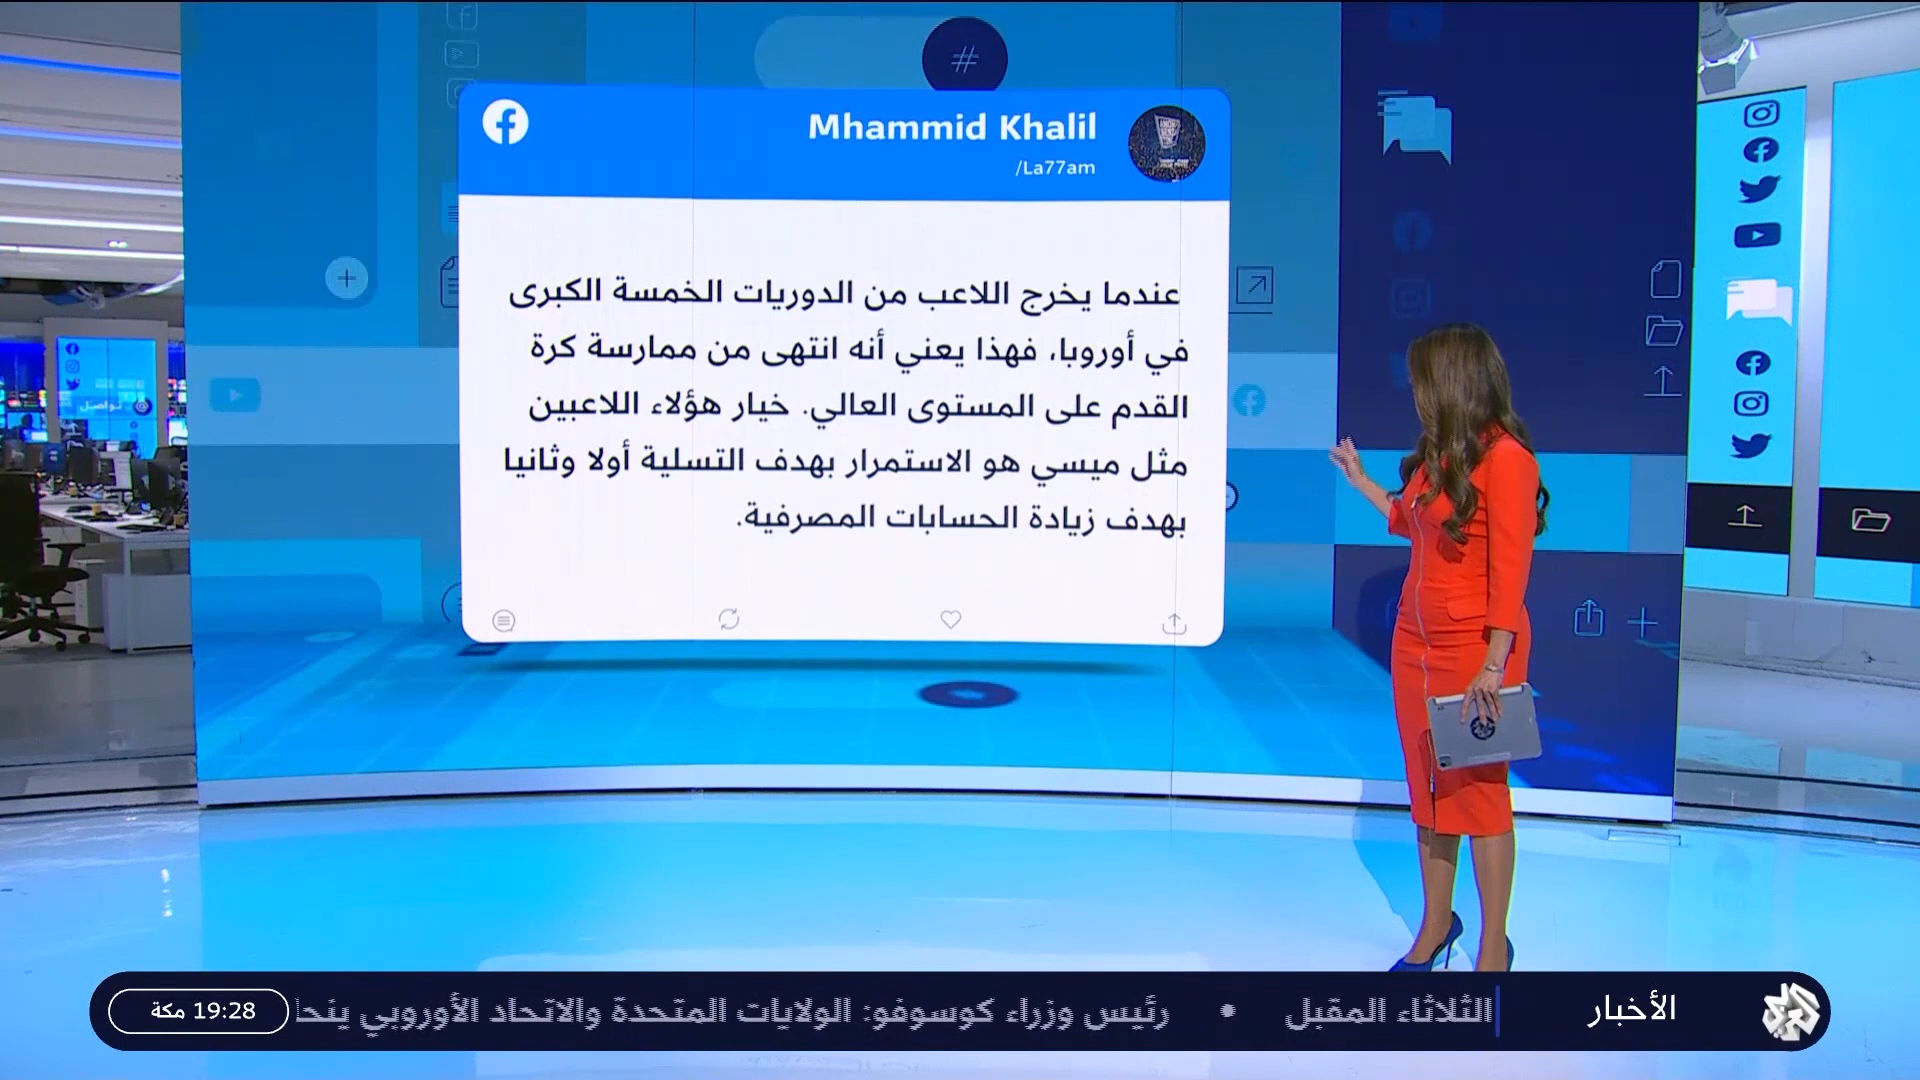 #
Mhammid Khalil
/La77am
عندما يخرج اللاعب من الدوريات الخمسة الكبرى
في أوروبا، فهذا يعني أنه انتهى من ممارسة كرة
القدم على المستوى العالي. خيار هؤلاء اللاعبين
مثل ميسي هو الاستمرار بهدف التسلية أولا وثانيا
بهدف زيادة الحسابات المصرفية.
تواصل @
الأخبار
الثلاثاء المقبل • رئيس وزراء كوسوفو: الولايات المتحدة والاتحاد الأوروبي ينحا
19:28 مكة